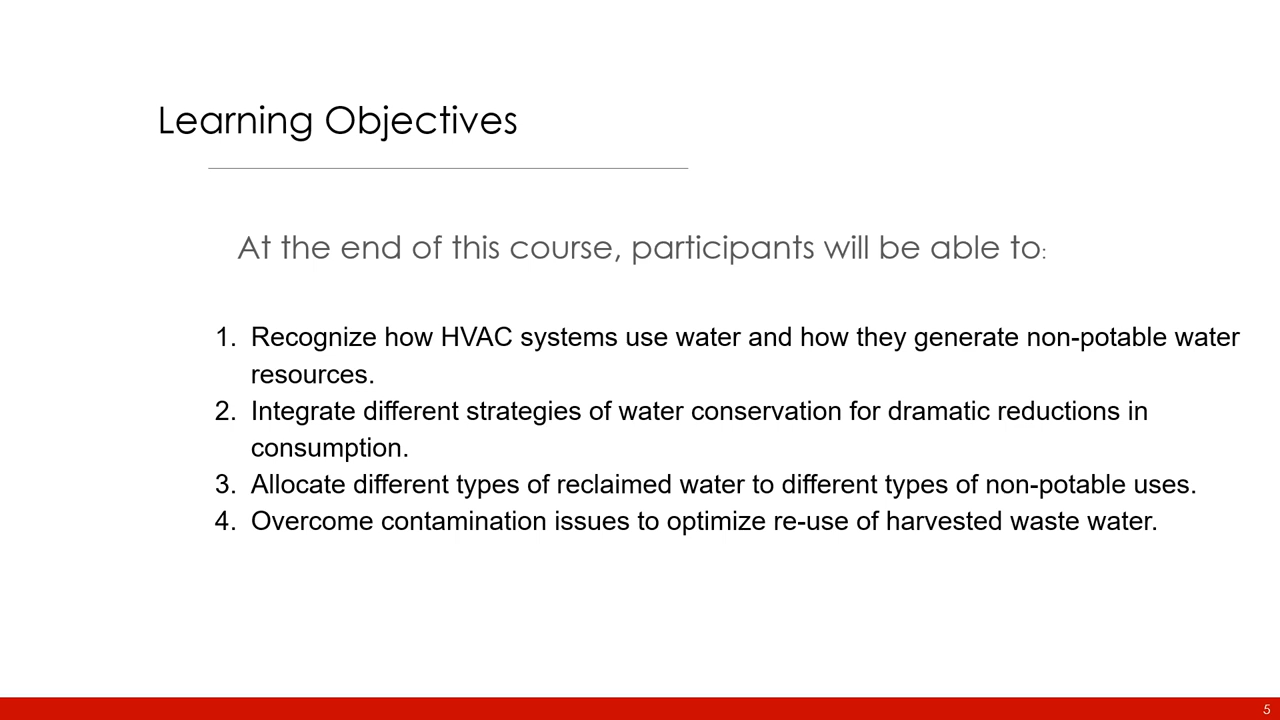 Learning Objectives
At the end of this course, participants will be able to:
1. Recognize how HVAC systems use water and how they generate non-potable water
resources.
2. Integrate different strategies of water conservation for dramatic reductions in
consumption.
3. Allocate different types of reclaimed water to different types of non-potable uses.
4. Overcome contamination issues to optimize re-use of harvested waste water.
5